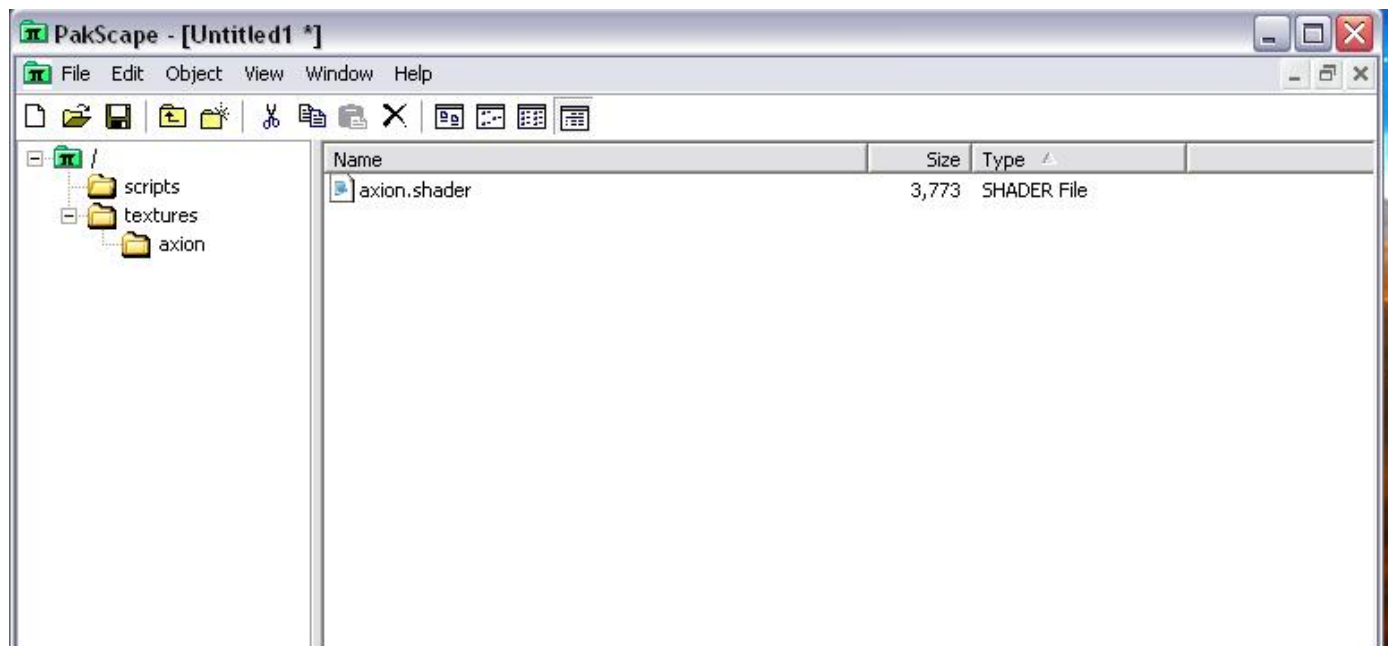 PakScape - [Untitled1 *]
File Edit Object View Window Help
/
scripts
textures
axion
Name Size Type
axion.shader 3,773 SHADER File